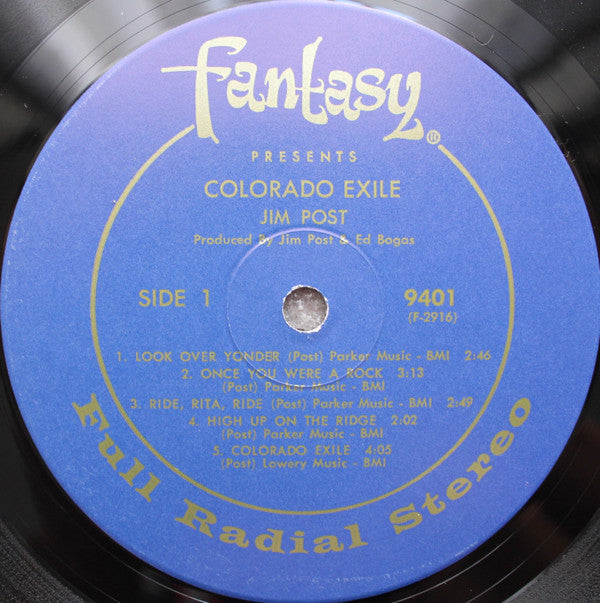 fantasy®
PRESENTS
COLORADO EXILE
JIM POST
Produced By Jim Post & Ed Bogas
SIDE 1
9401
(F-2916)
1. LOOK OVER YONDER (Post) Parker Music - BMI 2:46
2. ONCE YOU WERE A ROCK 3:13
(Post) Parker Music - BMI
3. RIDE, RITA, RIDE (Post) Parker Music - BMI 2:49
4. HIGH UP ON THE RIDGE 2:02
(Post) Parker Music - BMI
5. COLORADO EXILE 4:05
(Post) Lowery Music - BMI
Full Radial Stereo